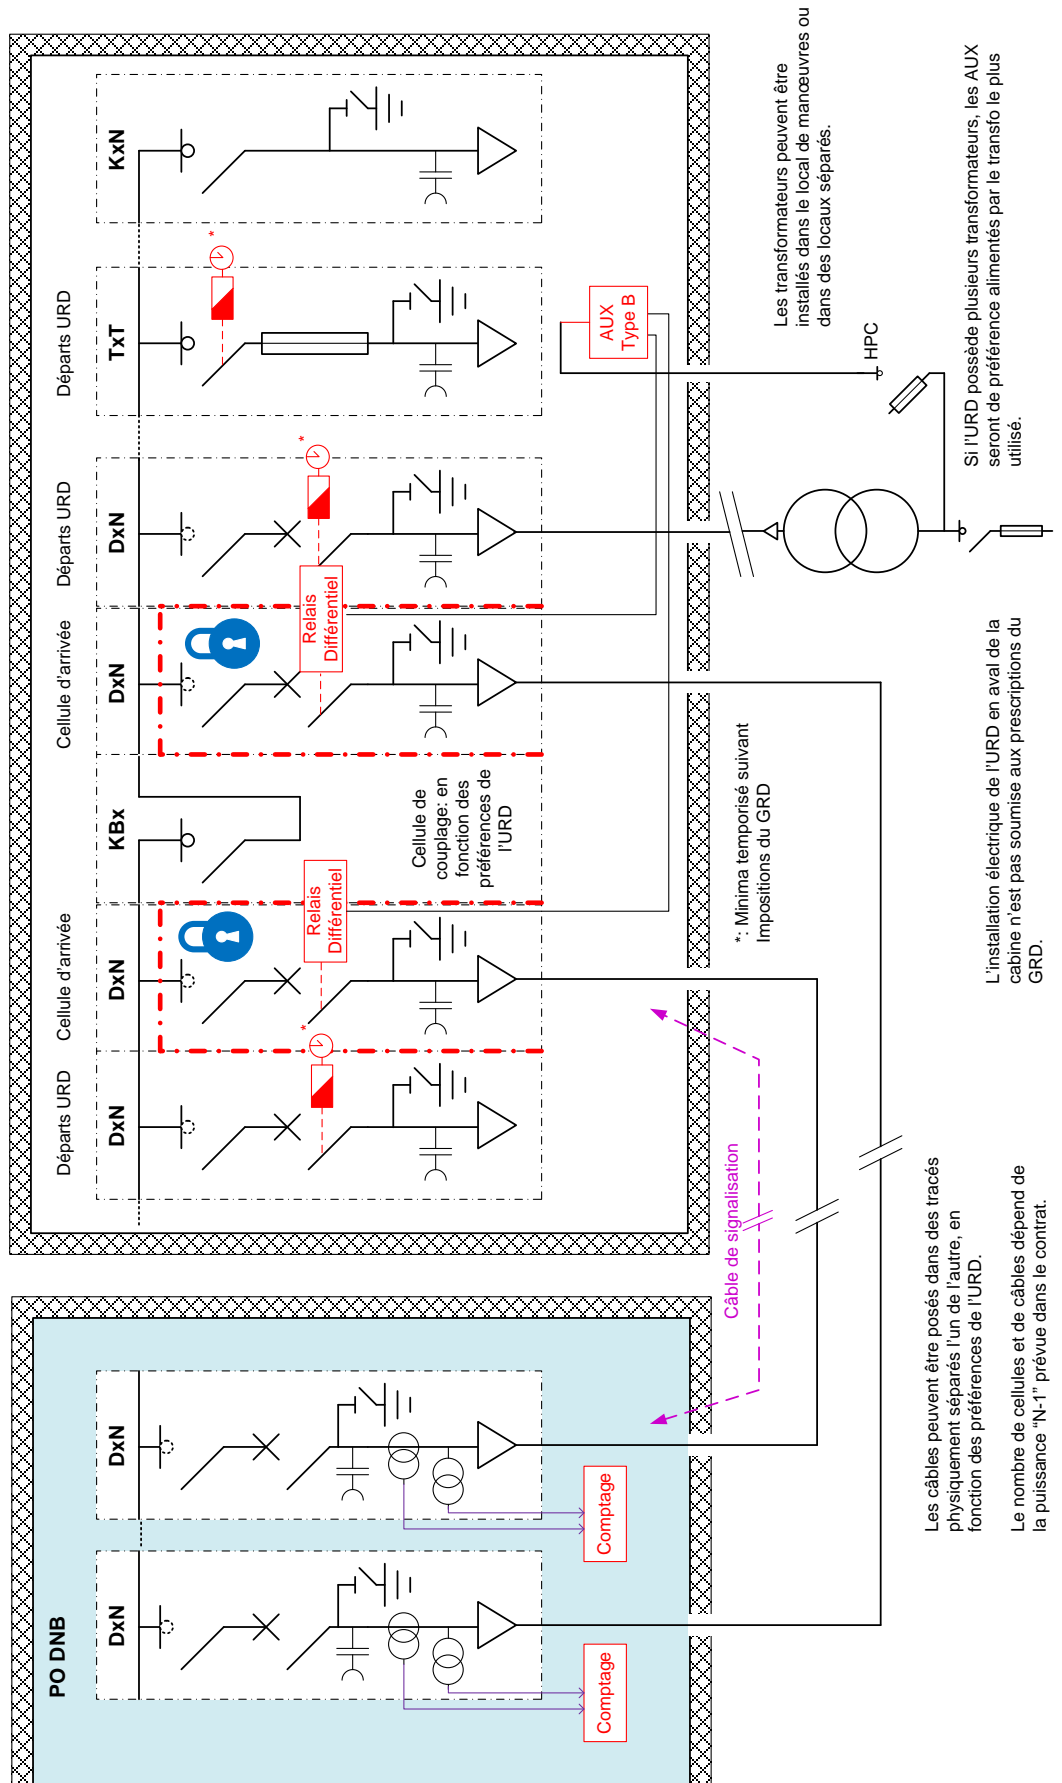 PO DNB
DxN
DxN
Comptage
Comptage
Câble de signalisation
Départs URD
Cellule d'arrivée
Cellule d'arrivée
Départs URD
Départs URD
DxN
DxN
KBx
DxN
DxN
TxT
KxN
*
Relais
Différentiel
Cellule de
couplage: en
fonction des
préférences de
l'URD
Relais
Différentiel
*
*
AUX
Type B
*: Minima temporisé suivant
Impositions du GRD
HPC
Les transformateurs peuvent être
installés dans le local de manœuvres ou
dans des locaux séparés.
Si l'URD possède plusieurs transformateurs, les AUX
seront de préférence alimentés par le transfo le plus
utilisé.
L'installation électrique de l'URD en aval de la
cabine n'est pas soumise aux prescriptions du
GRD.
Les câbles peuvent être posés dans des tracés
physiquement séparés l'un de l'autre, en
fonction des préférences de l'URD.
Le nombre de cellules et de câbles dépend de
la puissance “N-1” prévue dans le contrat.